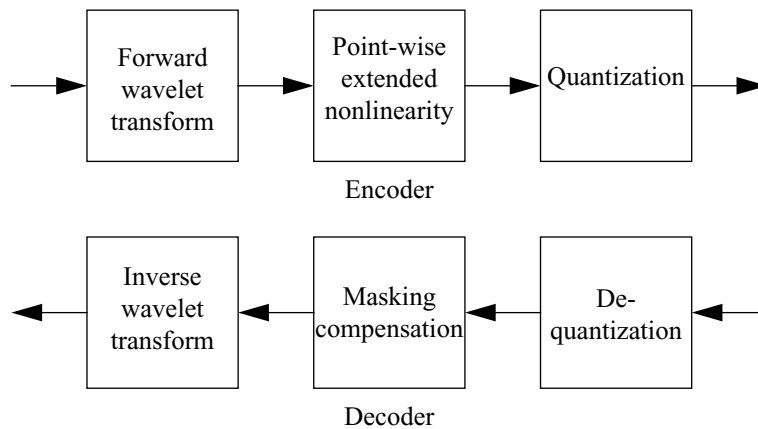 Forward
wavelet
transform
Point-wise
extended
nonlinearity
Quantization
Encoder
Inverse
wavelet
transform
Masking
compensation
De-
quantization
Decoder